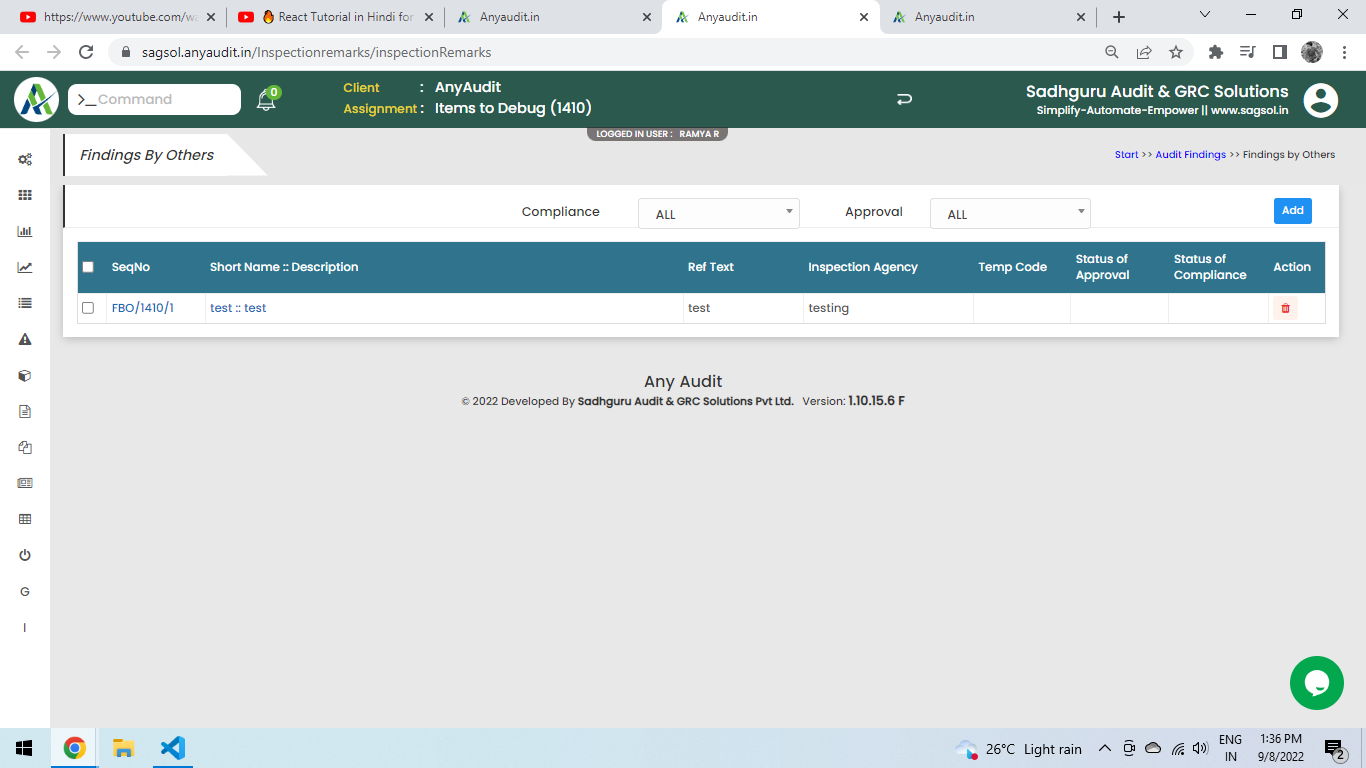 https://www.youtube.com/wa
React Tutorial in Hindi for
Anyaudit.in
Anyaudit.in
Anyaudit.in
sagsol.anyaudit.in/Inspectionremarks/inspectionRemarks
>_Command
0
Client : AnyAudit
Assignment : Items to Debug (1410)
Sadhguru Audit & GRC Solutions
Simplify-Automate-Empower || www.sagsol.in
LOGGED IN USER : RAMYA R
Findings By Others
Start >> Audit Findings >> Findings by Others
Compliance ALL Approval ALL Add
SeqNo Short Name :: Description Ref Text Inspection Agency Temp Code Status of Approval Status of Compliance Action
FBO/1410/1 test :: test test testing
Any Audit
© 2022 Developed By Sadhguru Audit & GRC Solutions Pvt Ltd. Version: 1.10.15.6 F
G
I
26°C Light rain
ENG
IN
1:36 PM
9/8/2022
2